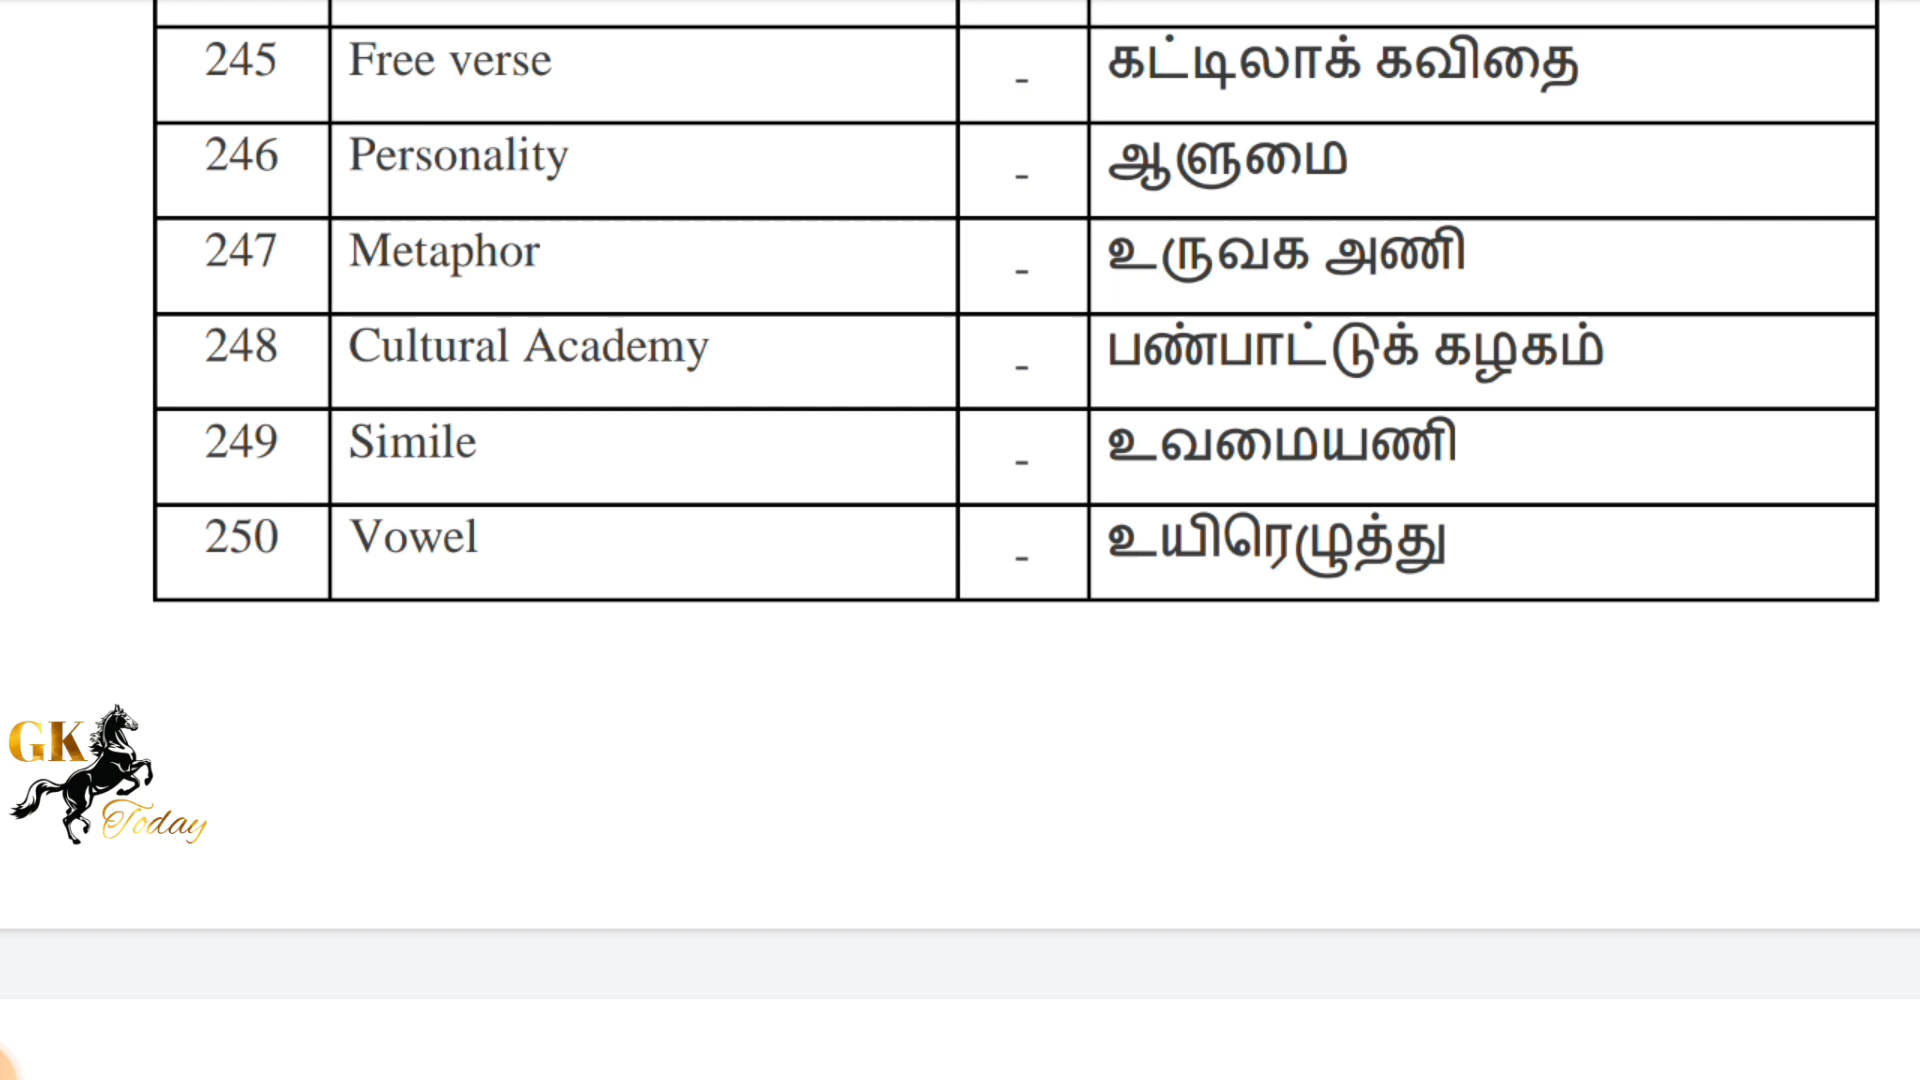 245 Free verse - கட்டிலாக் கவிதை
246 Personality - ஆளுமை
247 Metaphor - உருவக அணி
248 Cultural Academy - பண்பாட்டுக் கழகம்
249 Simile - உவமையணி
250 Vowel - உயிரெழுத்து
GK
Today